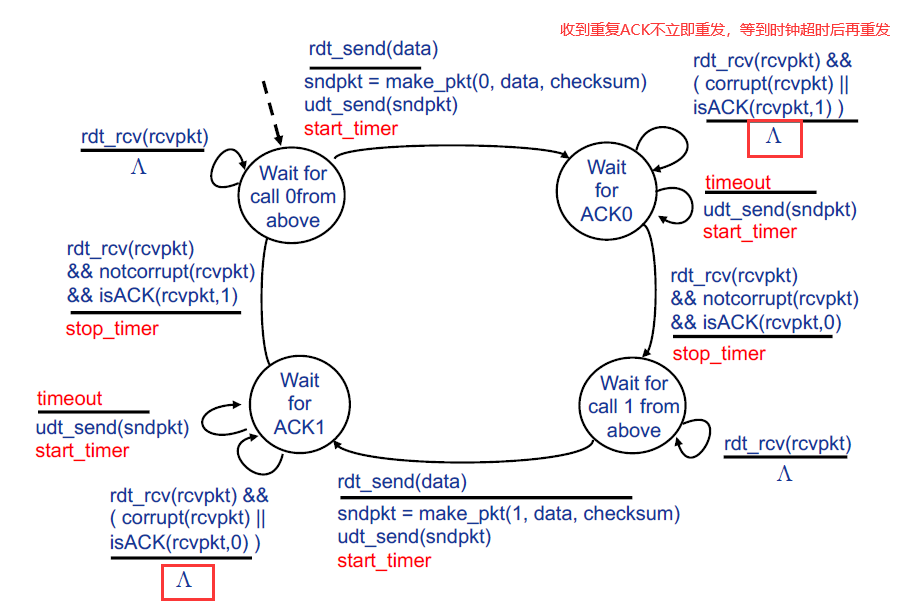 收到重复ACK不立即重发，等到时钟超时后再重发
rdt_send(data)
sndpkt = make_pkt(0, data, checksum)
udt_send(sndpkt)
start_timer
rdt_rcv(rcvpkt) &&
( corrupt(rcvpkt) ||
isACK(rcvpkt,1) )
Λ
rdt_rcv(rcvpkt)
Λ
Wait for
call 0from
above
Wait
for
ACK0
timeout
udt_send(sndpkt)
start_timer
rdt_rcv(rcvpkt)
&& notcorrupt(rcvpkt)
&& isACK(rcvpkt,1)
stop_timer
rdt_rcv(rcvpkt)
&& notcorrupt(rcvpkt)
&& isACK(rcvpkt,0)
stop_timer
timeout
udt_send(sndpkt)
start_timer
Wait
for
ACK1
Wait for
call 1 from
above
rdt_rcv(rcvpkt)
Λ
rdt_rcv(rcvpkt) &&
( corrupt(rcvpkt) ||
isACK(rcvpkt,0) )
Λ
rdt_send(data)
sndpkt = make_pkt(1, data, checksum)
udt_send(sndpkt)
start_timer